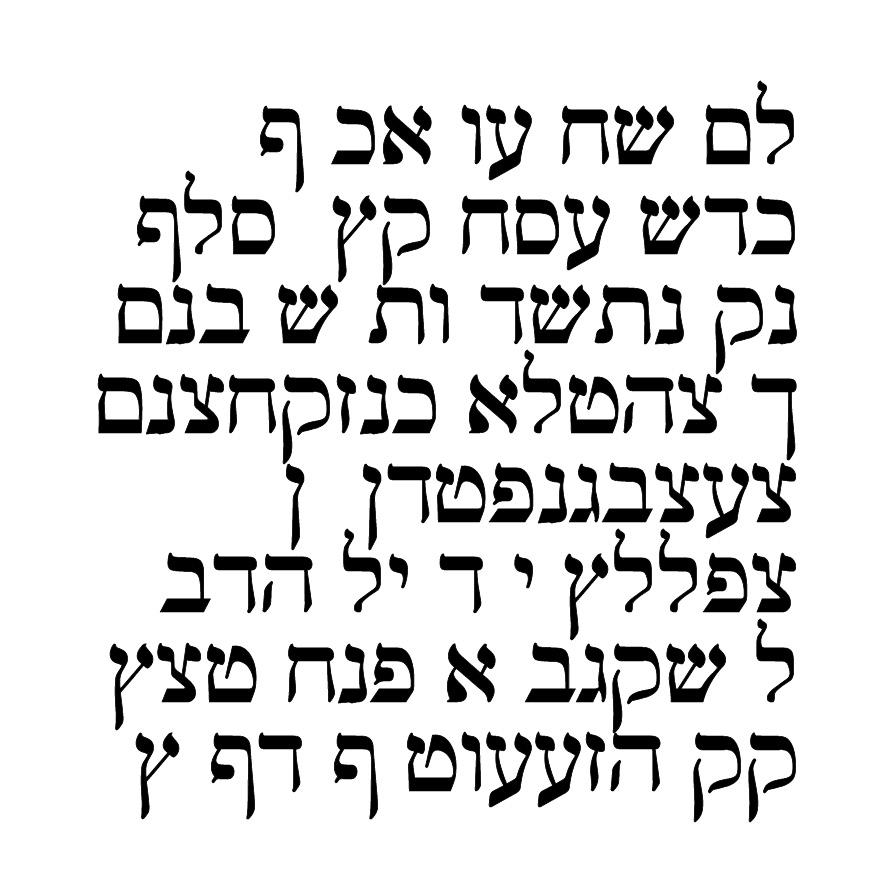 לם שח עו אכ ף
כדש עסח קץ סלף
נק נתשד ות ש בנם
ך צהטלא כנזקחצנם
צעצבגנפטדן ן
צפללץ י ד יל הדב
ל שקגב א פנח טצץ
קק הזעעוט ף דף ץ